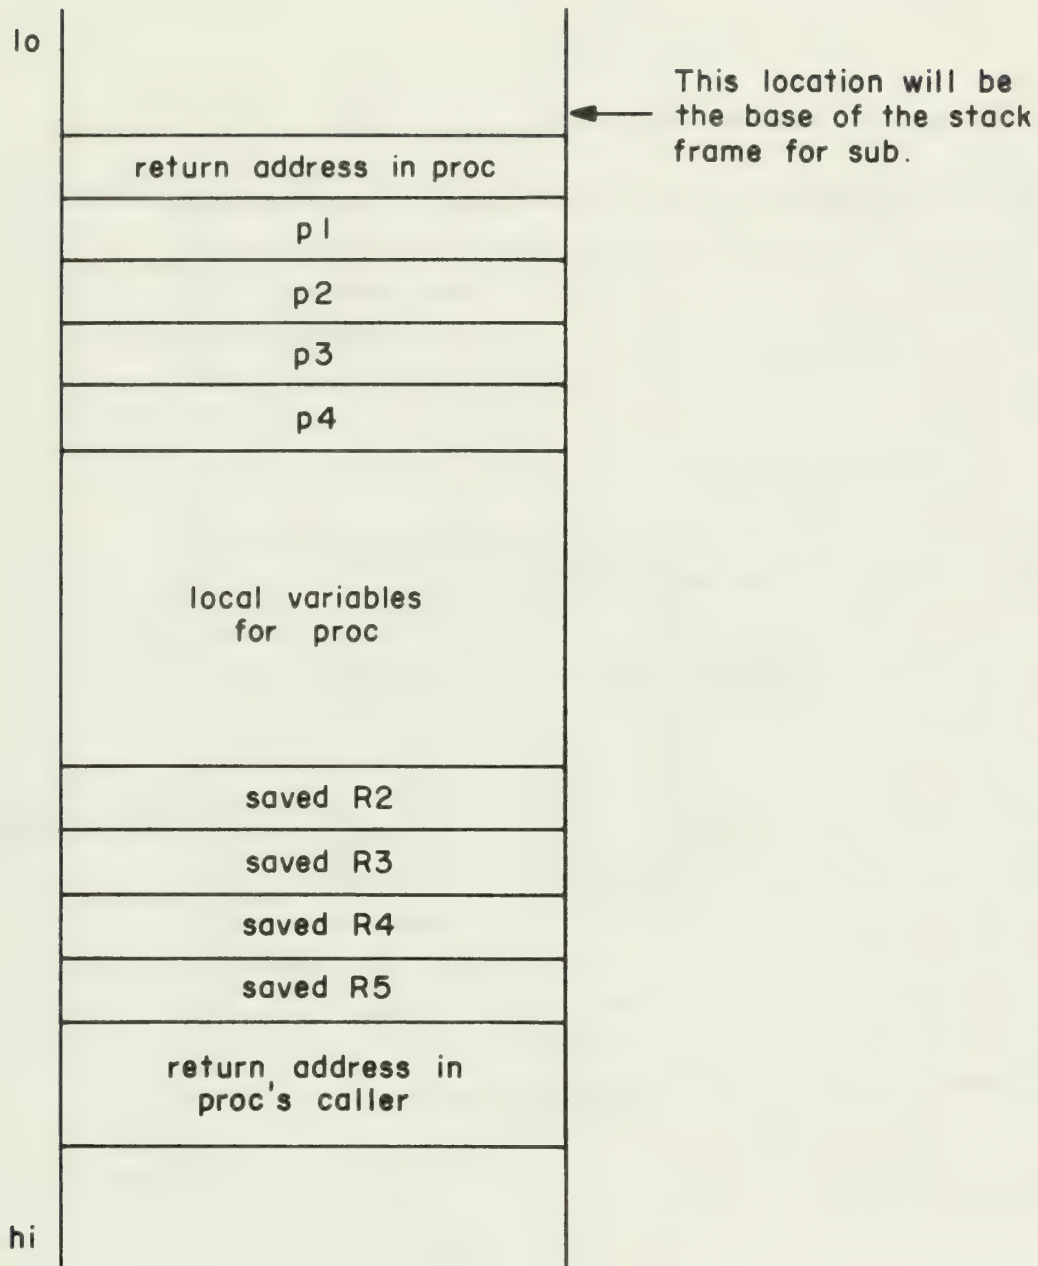 lo
This location will be
the base of the stack
frame for sub.
return address in proc
p1
p2
p3
p4
local variables
for proc
saved R2
saved R3
saved R4
saved R5
return address in
proc's caller
hi